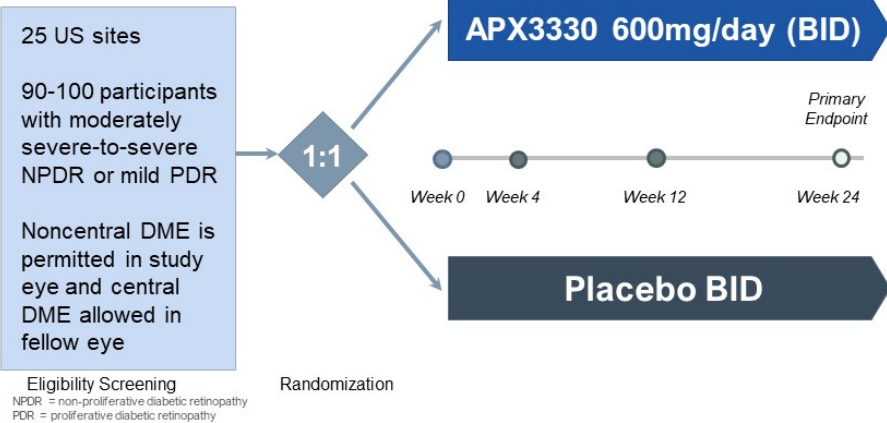 25 US sites
90-100 participants
with moderately
severe-to-severe
NPDR or mild PDR
Noncentral DME is
permitted in study
eye and central
DME allowed in
fellow eye
Eligibility Screening
NPDR = non-proliferative diabetic retinopathy
PDR = proliferative diabetic retinopathy
1:1
Randomization
APX3330 600mg/day (BID)
Primary
Endpoint
Week 0 Week 4 Week 12 Week 24
Placebo BID